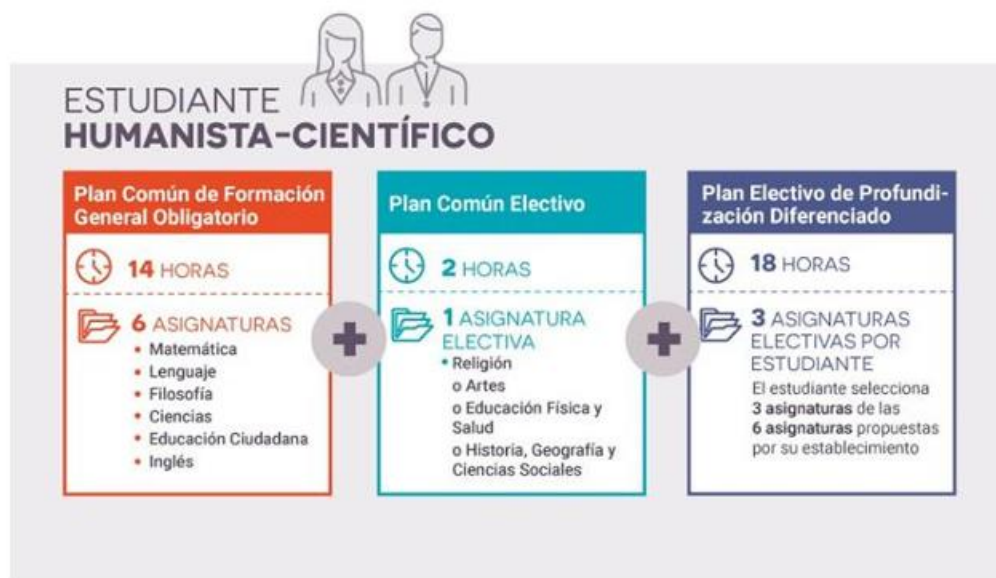 ESTUDIANTE
HUMANISTA-CIENTÍFICO
Plan Común de Formación
General Obligatorio
14 HORAS
6 ASIGNATURAS
• Matemática
• Lenguaje
• Filosofía
• Ciencias
• Educación Ciudadana
• Inglés
+
Plan Común Electivo
2 HORAS
1 ASIGNATURA
ELECTIVA
• Religión
o Artes
o Educación Física y
Salud
o Historia, Geografía y
Ciencias Sociales
+
Plan Electivo de Profundi-
zación Diferenciado
18 HORAS
3 ASIGNATURAS
ELECTIVAS POR
ESTUDIANTE
El estudiante selecciona
3 asignaturas de las
6 asignaturas propuestas
por su establecimiento